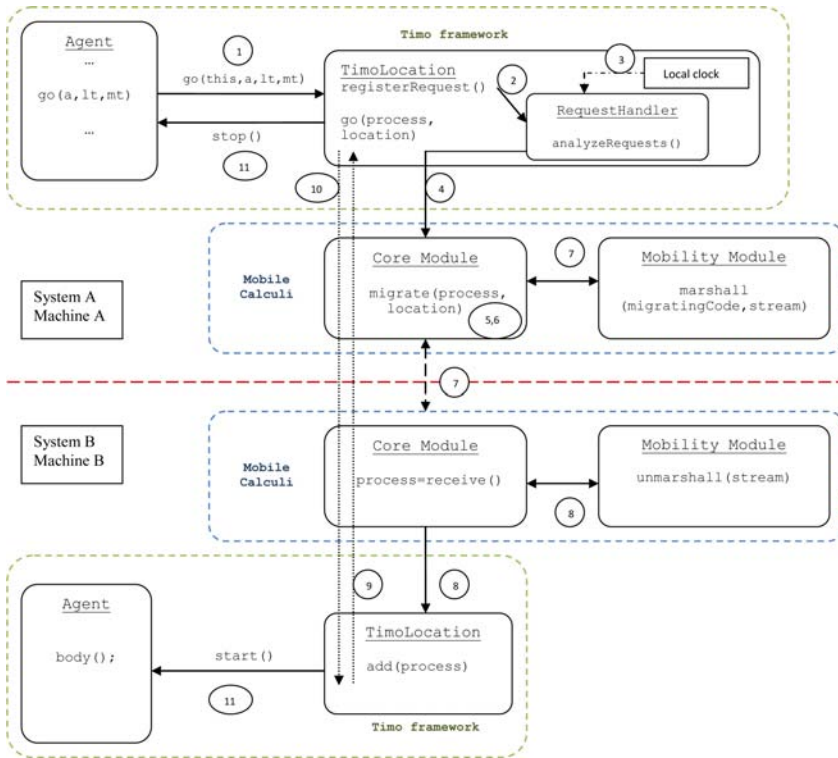 Timo framework
Agent
...
go(a,lt,mt)
...
1
go(this,a,lt,mt)
stop()
11
TimoLocation
registerRequest()
go(process,
location)
2
3
Local clock
RequestHandler
analyzeRequests()
10
4
System A
Machine A
Mobile
Calculi
Core Module
migrate(process,
location)
5,6
7
Mobility Module
marshall
(migratingCode,stream)
7
System B
Machine B
Mobile
Calculi
Core Module
process=receive()
8
Mobility Module
unmarshall(stream)
9
8
Agent
body();
start()
11
TimoLocation
add(process)
Timo framework